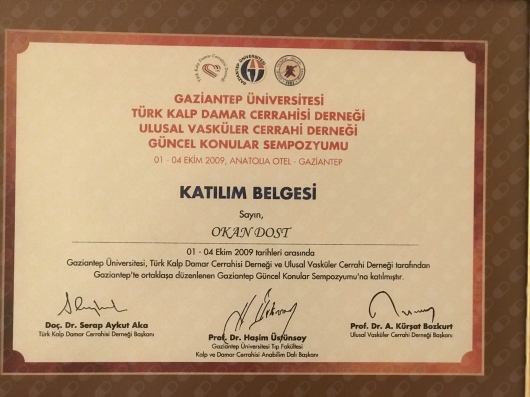 GAZİANTEP ÜNİVERSİTESİ
TÜRK KALP DAMAR CERRAHİSİ DERNEĞİ
ULUSAL VASKÜLER CERRAHİ DERNEĞİ
GÜNCEL KONULAR SEMPOZYUMU
01 - 04 EKİM 2009, ANATOLIA OTEL - GAZİANTEP
KATILIM BELGESİ
Sayın,
OKAN DOST
01 - 04 Ekim 2009 tarihleri arasında
Gaziantep Üniversitesi, Türk Kalp Damar Cerrahisi Derneği ve Ulusal Vasküler Cerrahi Derneği tarafından
Gaziantep'te ortaklaşa düzenlenen Gaziantep Güncel Konular Sempozyumu'na katılmıştır.
Doç. Dr. Serap Aykut Aka
Türk Kalp Damar Cerrahisi Derneği Başkanı
Prof. Dr. Haşim Üstünsoy
Gaziantep Üniversitesi Tıp Fakültesi
Kalp ve Damar Cerrahisi Anabilim Dalı Başkanı
Prof. Dr. A. Kürşat Bozkurt
Ulusal Vasküler Cerrahi Derneği Başkanı